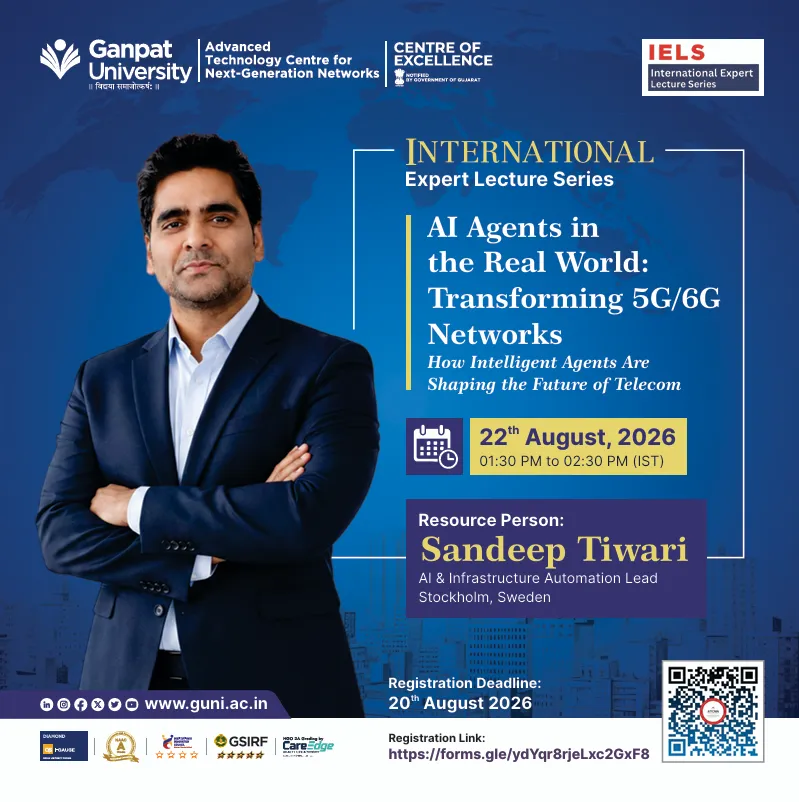 Ganpat
University
॥ विद्यया समाजोत्कर्षः ॥
Advanced
Technology Centre for
Next-Generation Networks
CENTRE OF
EXCELLENCE
NOTIFIED
BY GOVERNMENT OF GUJARAT
IELS
International Expert
Lecture Series
INTERNATIONAL
Expert Lecture Series
AI Agents in
the Real World:
Transforming 5G/6G
Networks
How Intelligent Agents Are
Shaping the Future of Telecom
22th August, 2026
01:30 PM to 02:30 PM (IST)
Resource Person:
Sandeep Tiwari
AI & Infrastructure Automation Lead
Stockholm, Sweden
Registration Deadline:
20th August 2026
www.guni.ac.in
Registration Link:
https://forms.gle/ydYqr8rjeLxc2GxF8
DIAMOND
GSIRF
CareEdge